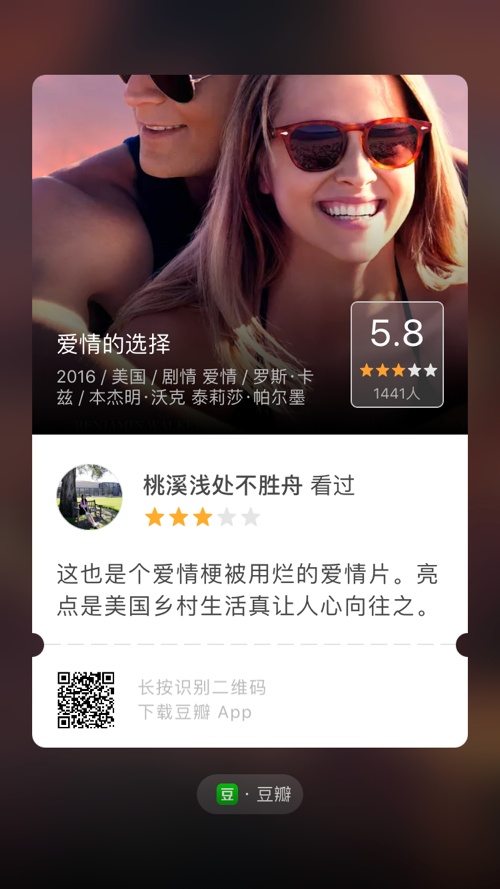 爱情的选择
2016 / 美国 / 剧情 爱情 / 罗斯·卡
兹 / 本杰明·沃克 泰莉莎·帕尔墨
5.8
1441人
桃溪浅处不胜舟 看过
这也是个爱情梗被用烂的爱情片。亮
点是美国乡村生活真让人心向往之。
长按识别二维码
下载豆瓣 App
豆 · 豆瓣